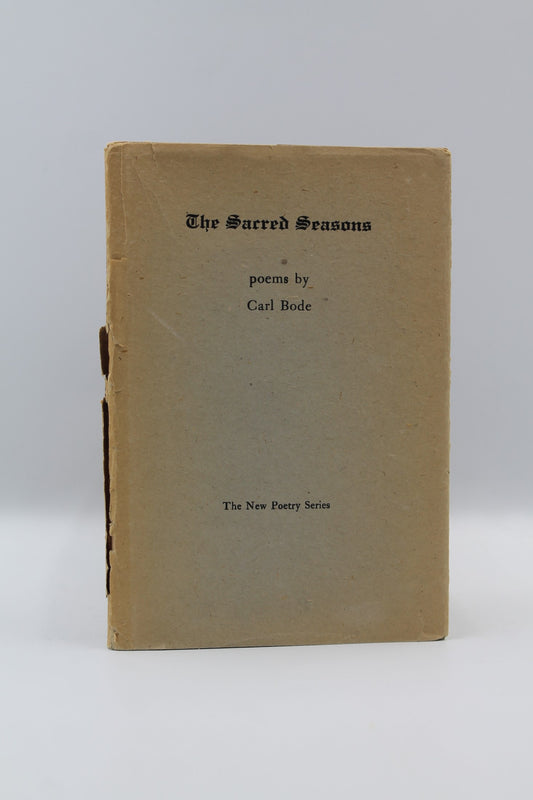 The Sacred Seasons
poems by
Carl Bode
The New Poetry Series